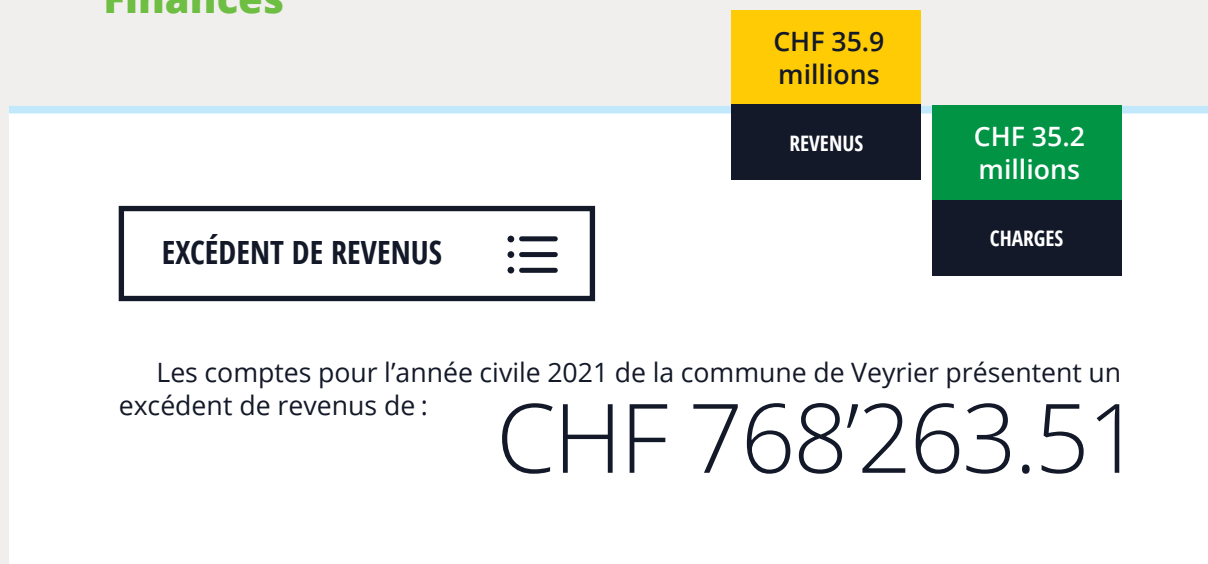 Finances
CHF 35.9
millions
REVENUS
CHF 35.2
millions
CHARGES
EXCÉDENT DE REVENUS
Les comptes pour l’année civile 2021 de la commune de Veyrier présentent un
excédent de revenus de :
CHF 768’263.51